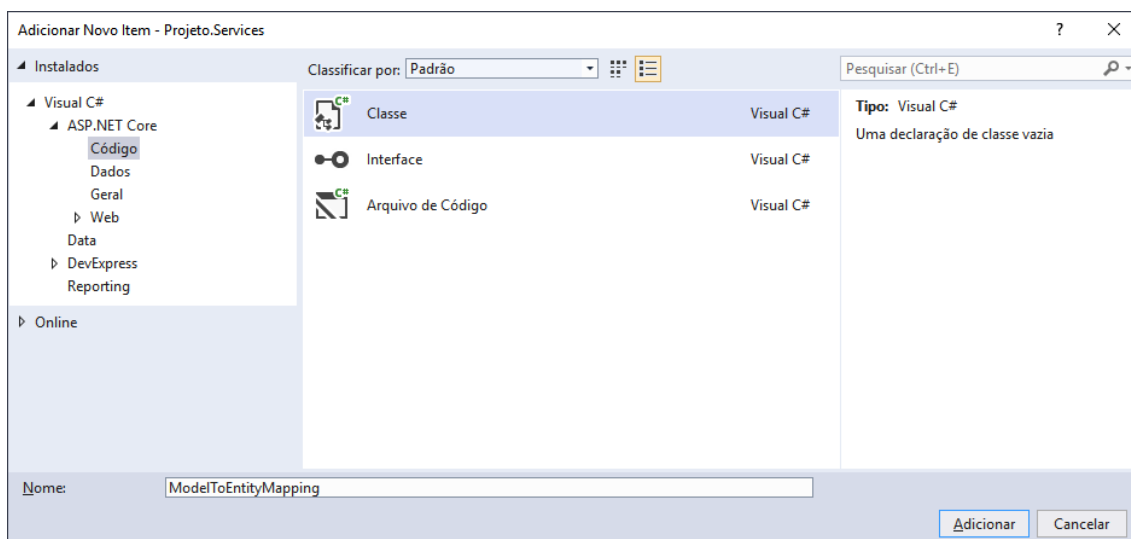 Adicionar Novo Item - Projeto.Services
?
Instalados
Classificar por: Padrão
Pesquisar (Ctrl+E)
Visual C#
ASP.NET Core
Código
Dados
Geral
Web
Data
DevExpress
Reporting
Online
C# Classe Visual C#
Interface Visual C#
C# Arquivo de Código Visual C#
Tipo: Visual C#
Uma declaração de classe vazia
Nome: ModelToEntityMapping
Adicionar Cancelar